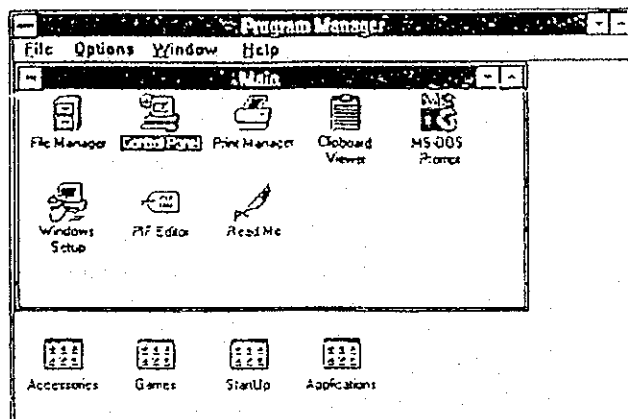 Program Manager
File Options Window Help
Main
File Manager Control Panel Print Manager Clipboard Viewer MS-DOS Prompt
Windows Setup PIF Editor Read Me
Accessories Games StartUp Applications